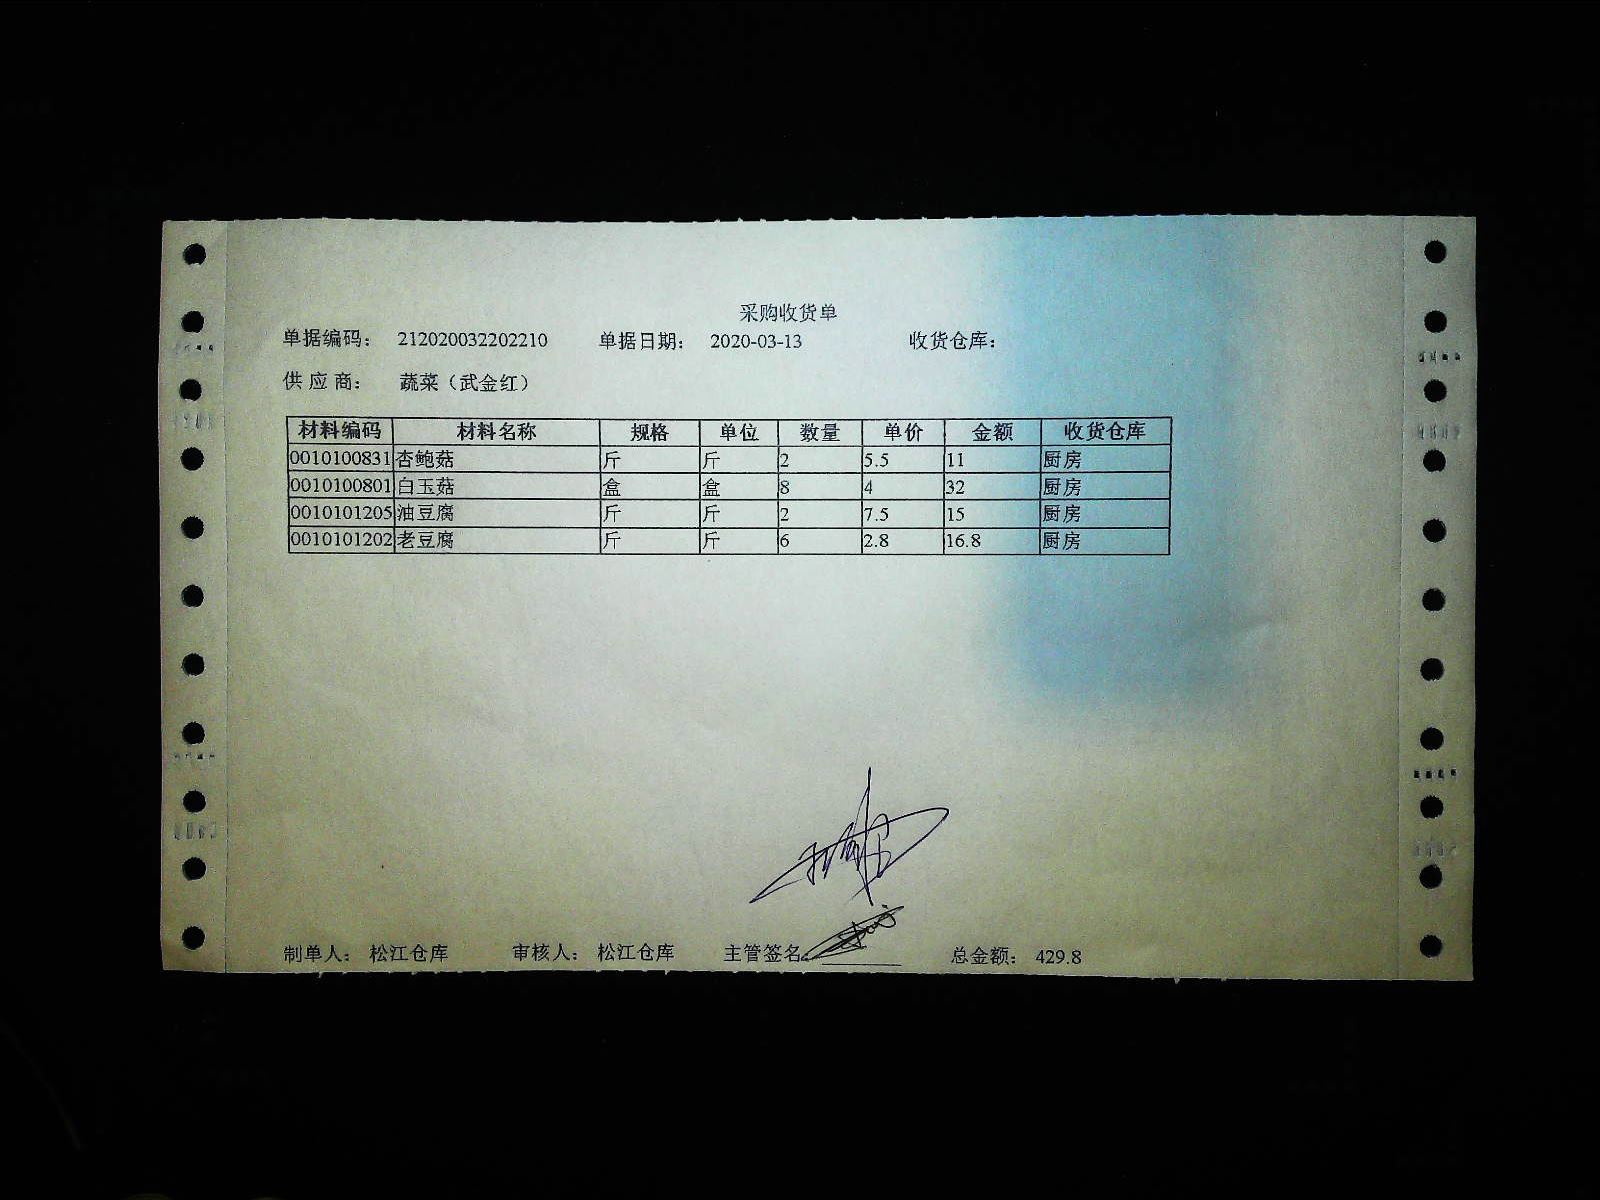 采购收货单
单据编码： 212020032202210 单据日期： 2020-03-13 收货仓库：
供 应 商： 蔬菜（武金红）
材料编码 材料名称 规格 单位 数量 单价 金额 收货仓库
0010100831 杏鲍菇 斤 斤 2 5.5 11 厨房
0010100801 白玉菇 盒 盒 8 4 32 厨房
0010101205 油豆腐 斤 斤 2 7.5 15 厨房
0010101202 老豆腐 斤 斤 6 2.8 16.8 厨房
制单人： 松江仓库 审核人： 松江仓库 主管签名: 总金额： 429.8